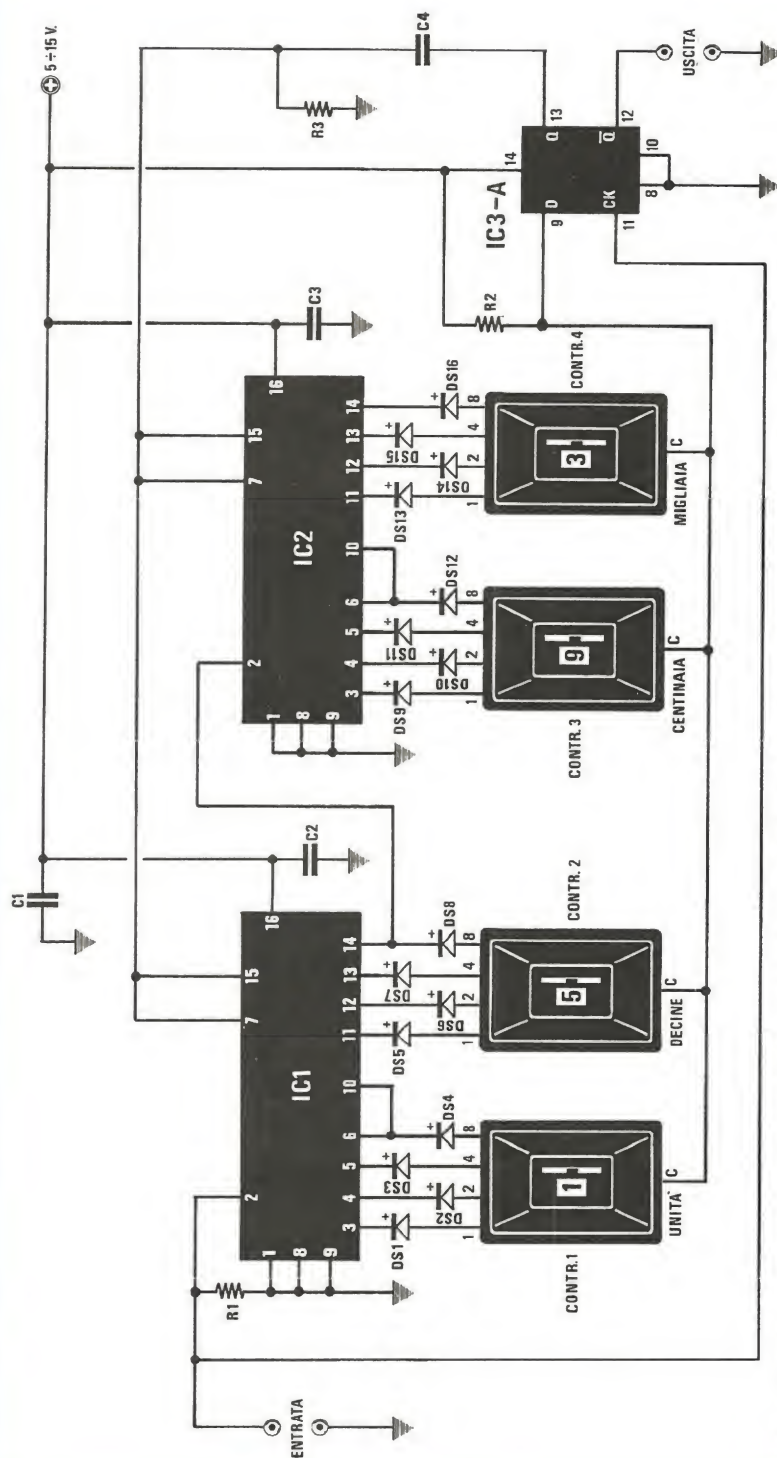 C1
5÷15 V.
C2
C3
R3
C4
7
15
16
2
IC1
1
8
9
3
4
5
6
10
11
12
13
14
R1
ENTRATA
DS1
DS2
DS3
DS4
DS5
DS6
DS7
DS8
1
2
4
8
1
2
4
8
CONTR.1
1
UNITA'
C
CONTR.2
5
DECINE
C
7
15
16
2
IC2
1
8
9
3
4
5
6
10
11
12
13
14
DS9
DS10
DS11
DS12
DS13
DS14
DS15
DS16
1
2
4
8
1
2
4
8
CONTR.3
9
CENTINAIA
C
CONTR.4
3
MIGLIAIA
C
R2
IC3-A
14
9
D
Q
13
CK
11
Q̅
12
8
10
USCITA